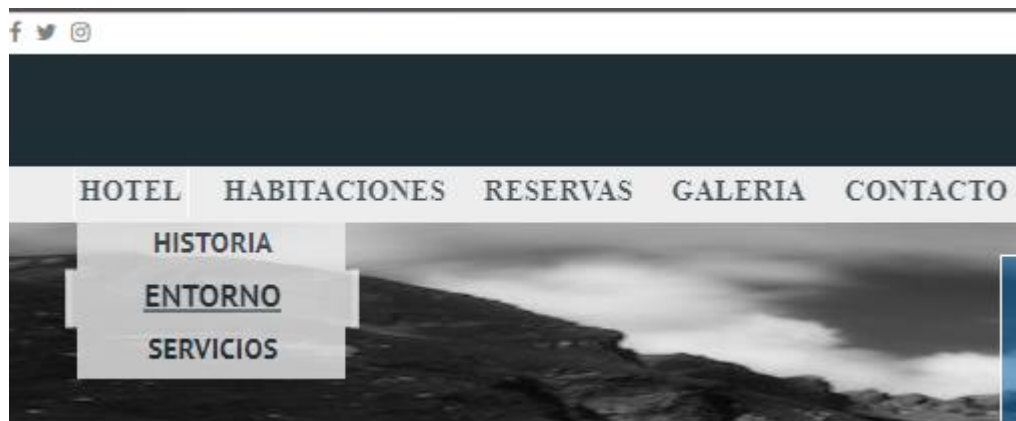 HOTEL HABITACIONES RESERVAS GALERIA CONTACTO
HISTORIA
ENTORNO
SERVICIOS